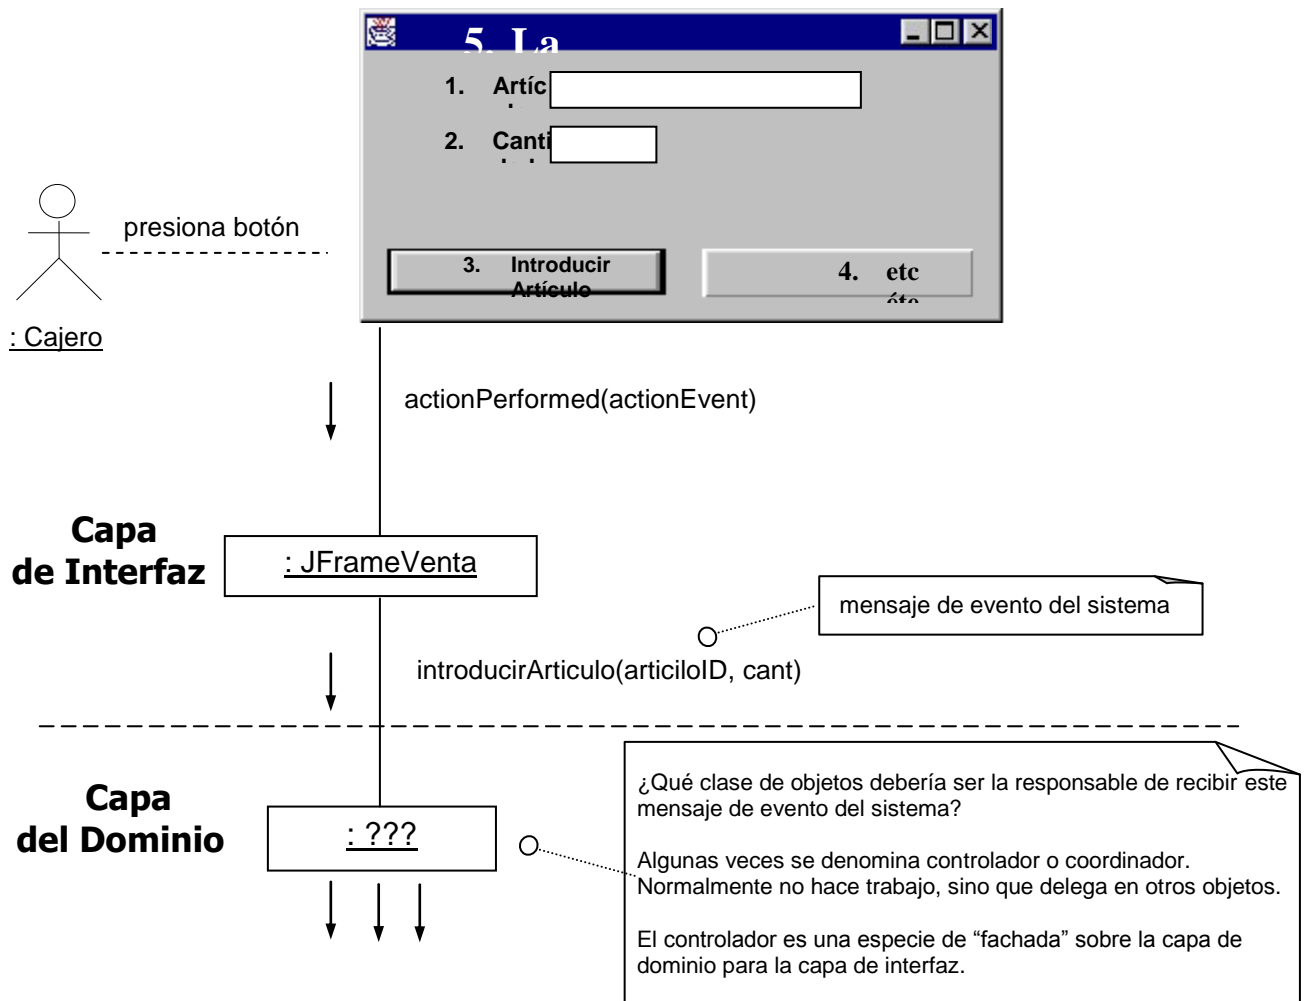 5. La
1. Artíc
2. Canti
presiona botón
3. Introducir
Artículo
4. etc
: Cajero
actionPerformed(actionEvent)
Capa
de Interfaz
: JFrameVenta
mensaje de evento del sistema
introducirArticulo(articiloID, cant)
¿Qué clase de objetos debería ser la responsable de recibir este
mensaje de evento del sistema?
Capa
del Dominio
: ???
Algunas veces se denomina controlador o coordinador.
Normalmente no hace trabajo, sino que delega en otros objetos.
El controlador es una especie de “fachada” sobre la capa de
dominio para la capa de interfaz.